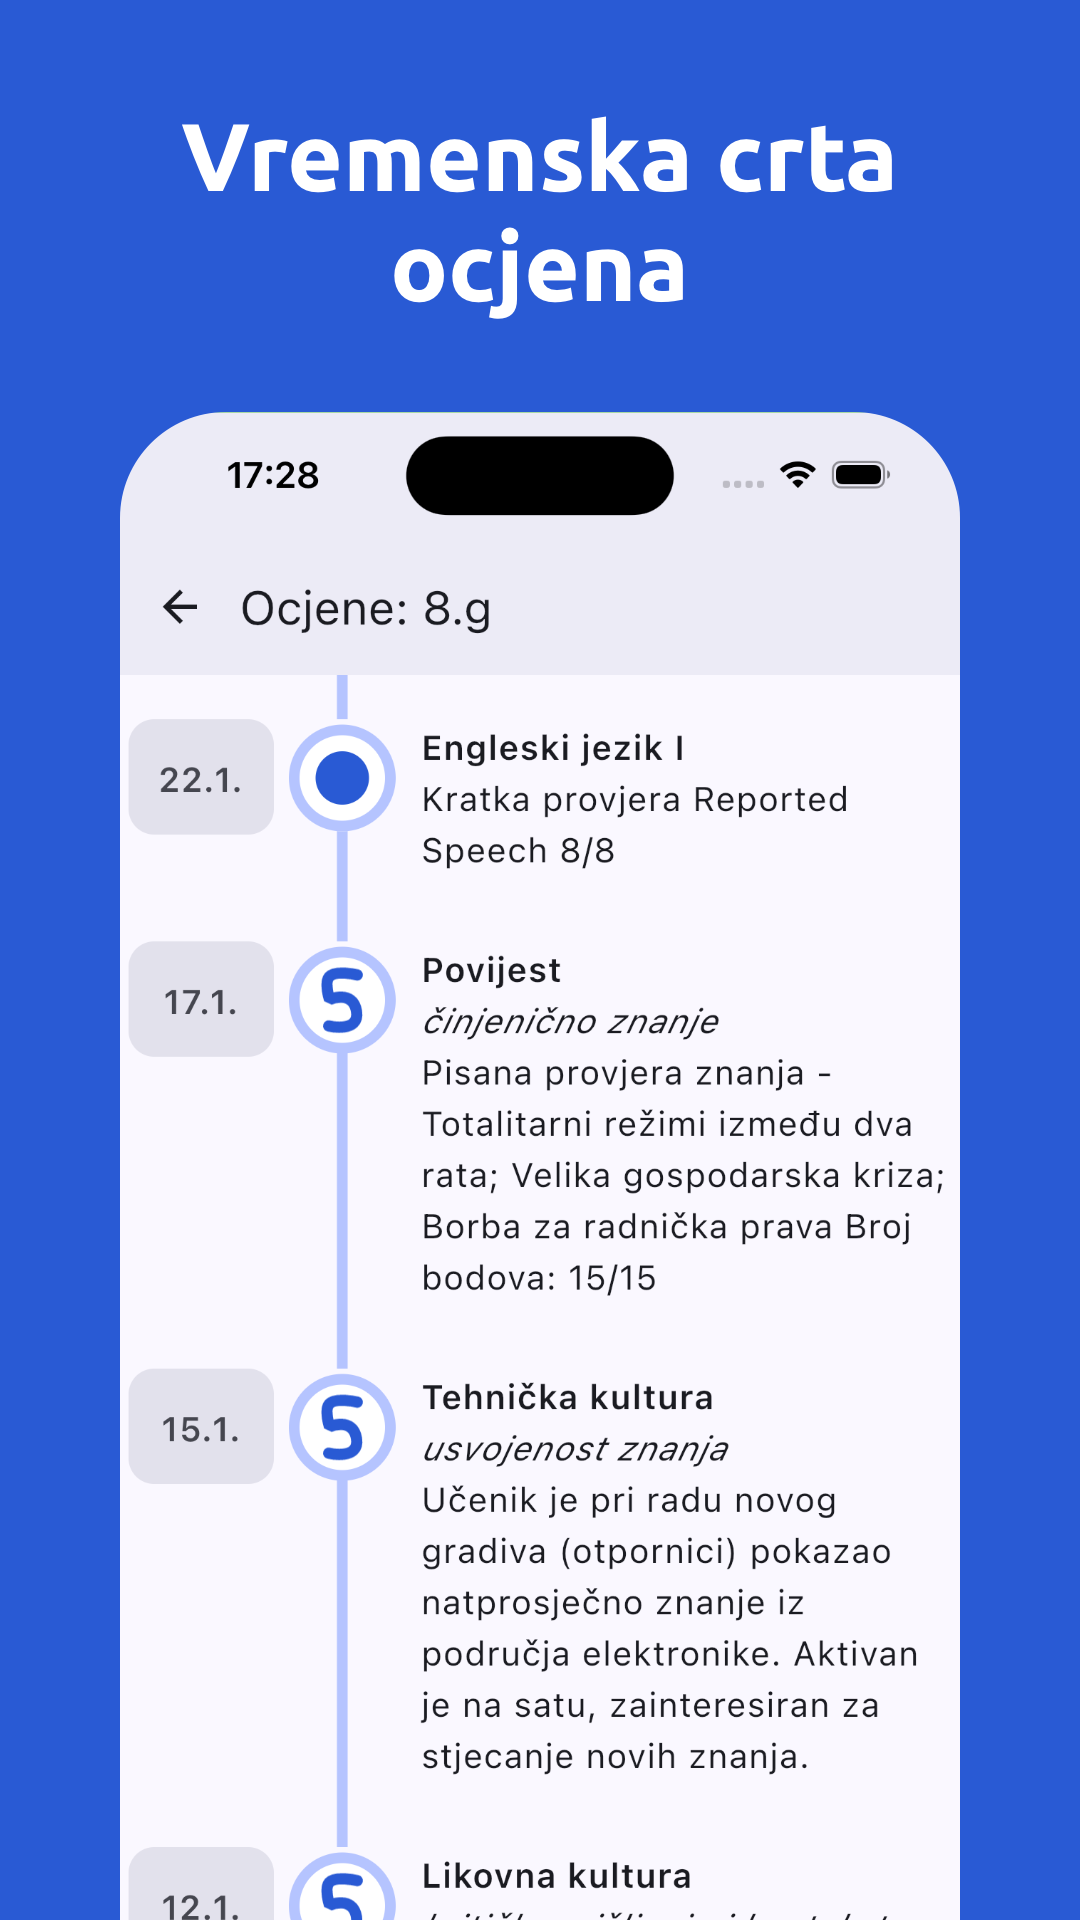 Vremenska crta
ocjena
17:28
Ocjene: 8.g
22.1.
Engleski jezik I
Kratka provjera Reported
Speech 8/8
17.1.
5
Povijest
činjenično znanje
Pisana provjera znanja -
Totalitarni režimi između dva
rata; Velika gospodarska kriza;
Borba za radnička prava Broj
bodova: 15/15
15.1.
5
Tehnička kultura
usvojenost znanja
Učenik je pri radu novog
gradiva (otpornici) pokazao
natprosječno znanje iz
područja elektronike. Aktivan
je na satu, zainteresiran za
stjecanje novih znanja.
12.1.
5
Likovna kultura